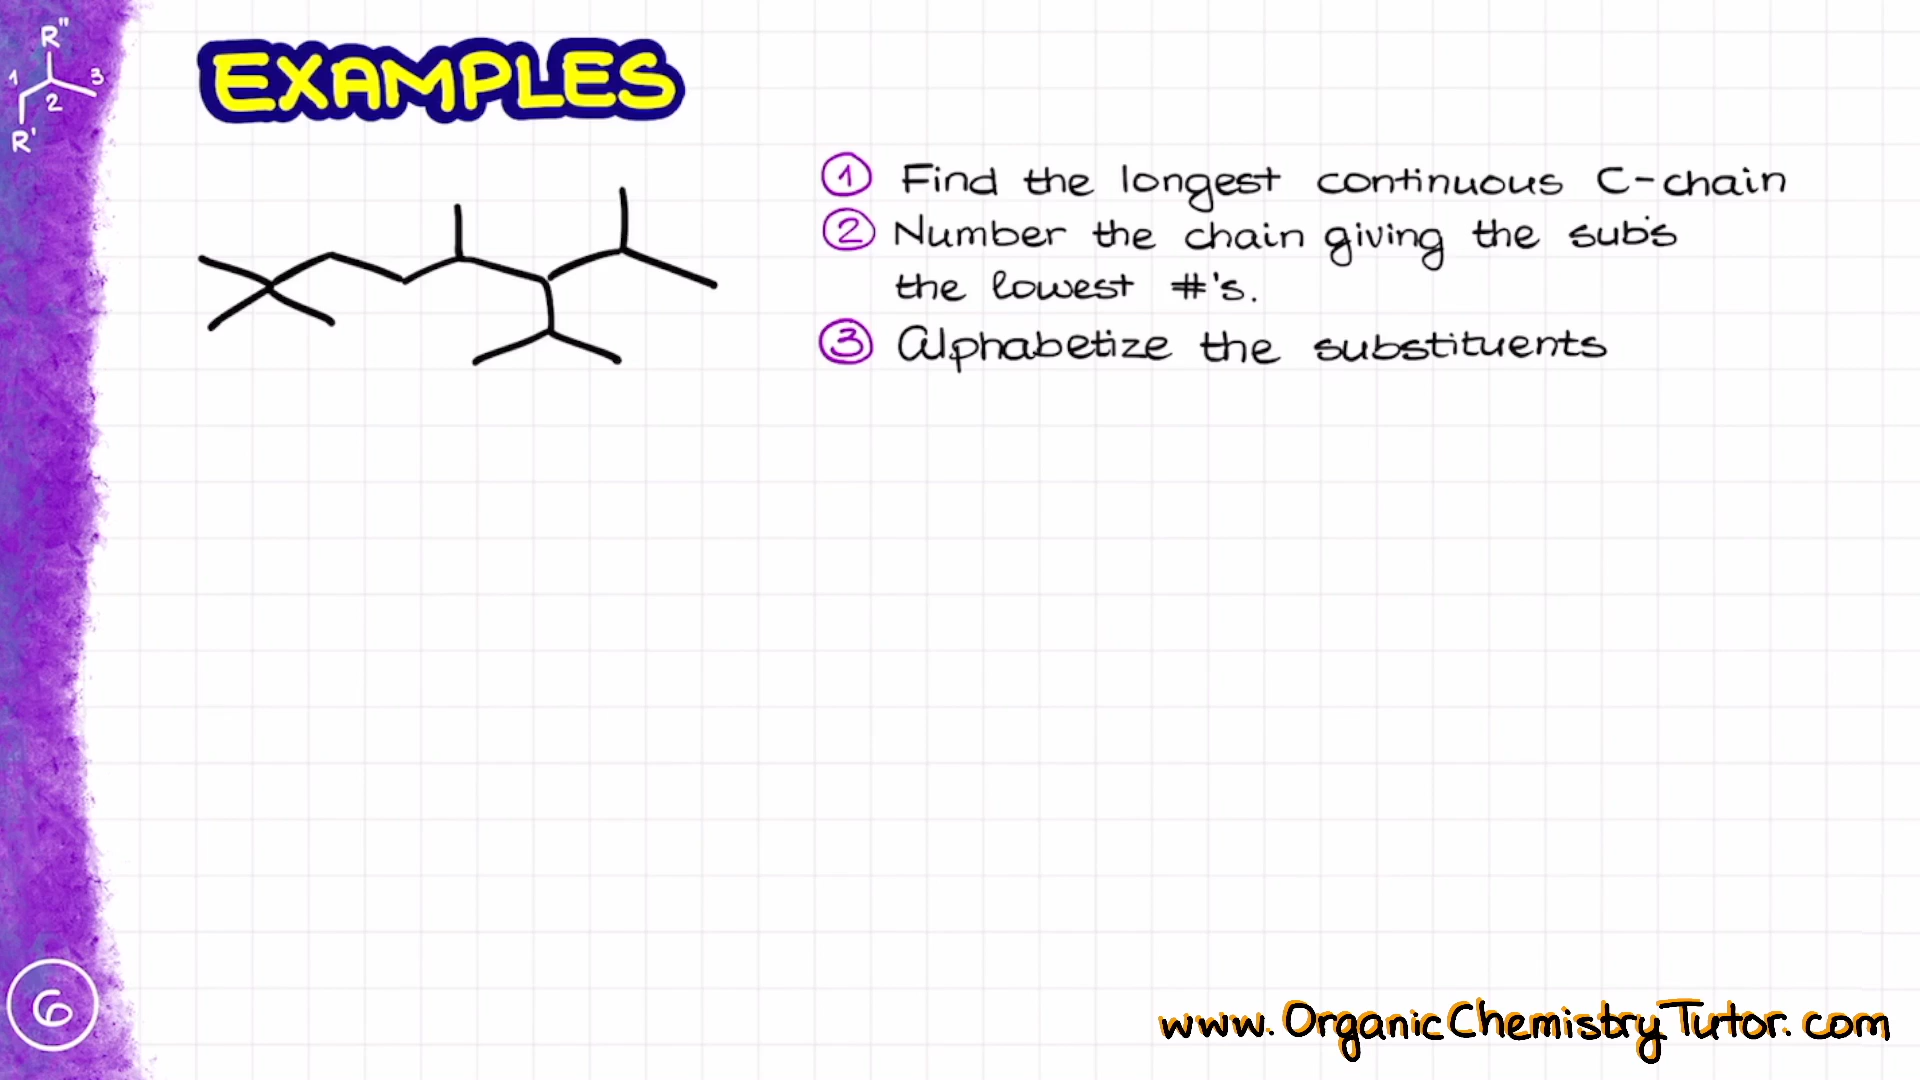 R"
1
3
2
R'
EXAMPLES
1 Find the longest continuous C-chain
2 Number the chain giving the sub's
the lowest #'s.
3 Alphabetize the substituents
6
www.OrganicChemistryTutor.com